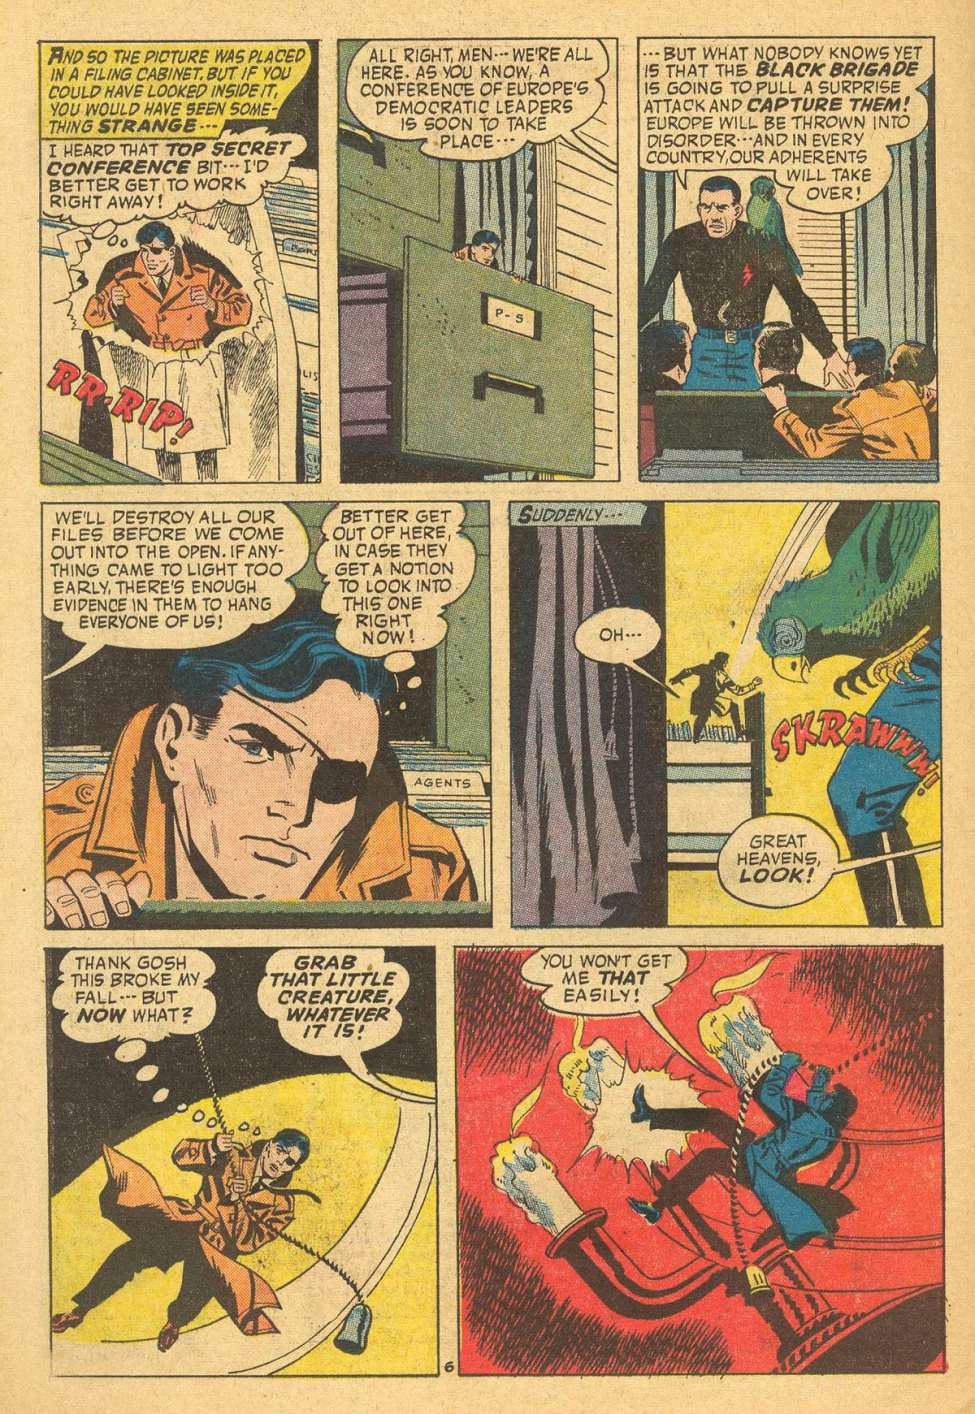 AND SO THE PICTURE WAS PLACED
IN A FILING CABINET. BUT IF YOU
COULD HAVE LOOKED INSIDE IT,
YOU WOULD HAVE SEEN SOME-
THING STRANGE---
I HEARD THAT TOP SECRET
CONFERENCE BIT--- I'D
BETTER GET TO WORK
RIGHT AWAY!
RR-RIP!
LIS
ALL RIGHT, MEN--- WE'RE ALL
HERE. AS YOU KNOW, A
CONFERENCE OF EUROPE'S
DEMOCRATIC LEADERS
IS SOON TO TAKE
PLACE---
P-S
--- BUT WHAT NOBODY KNOWS YET
IS THAT THE BLACK BRIGADE
IS GOING TO PULL A SURPRISE
ATTACK AND CAPTURE THEM!
EUROPE WILL BE THROWN INTO
DISORDER---AND IN EVERY
COUNTRY, OUR ADHERENTS
WILL TAKE
OVER!
WE'LL DESTROY ALL OUR
FILES BEFORE WE COME
OUT INTO THE OPEN. IF ANY-
THING CAME TO LIGHT TOO
EARLY, THERE'S ENOUGH
EVIDENCE IN THEM TO HANG
EVERYONE OF US!
BETTER GET
OUT OF HERE,
IN CASE THEY
GET A NOTION
TO LOOK INTO
THIS ONE
RIGHT
NOW!
AGENTS
SUDDENLY---
OH---
SKRAWWW!
GREAT
HEAVENS,
LOOK!
THANK GOSH
THIS BROKE MY
FALL--- BUT
NOW WHAT?
GRAB
THAT LITTLE
CREATURE,
WHATEVER
IT IS!
YOU WON'T GET
ME THAT
EASILY!
6